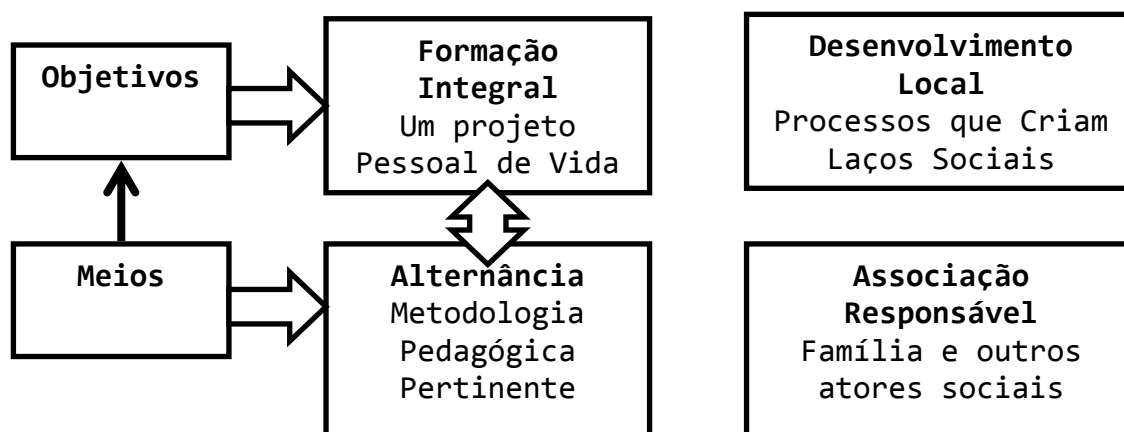 Objetivos
Formação
Integral
Um projeto
Pessoal de Vida
Desenvolvimento
Local
Processos que Criam
Laços Sociais
Meios
Alternância
Metodologia
Pedagógica
Pertinente
Associação
Responsável
Família e outros
atores sociais